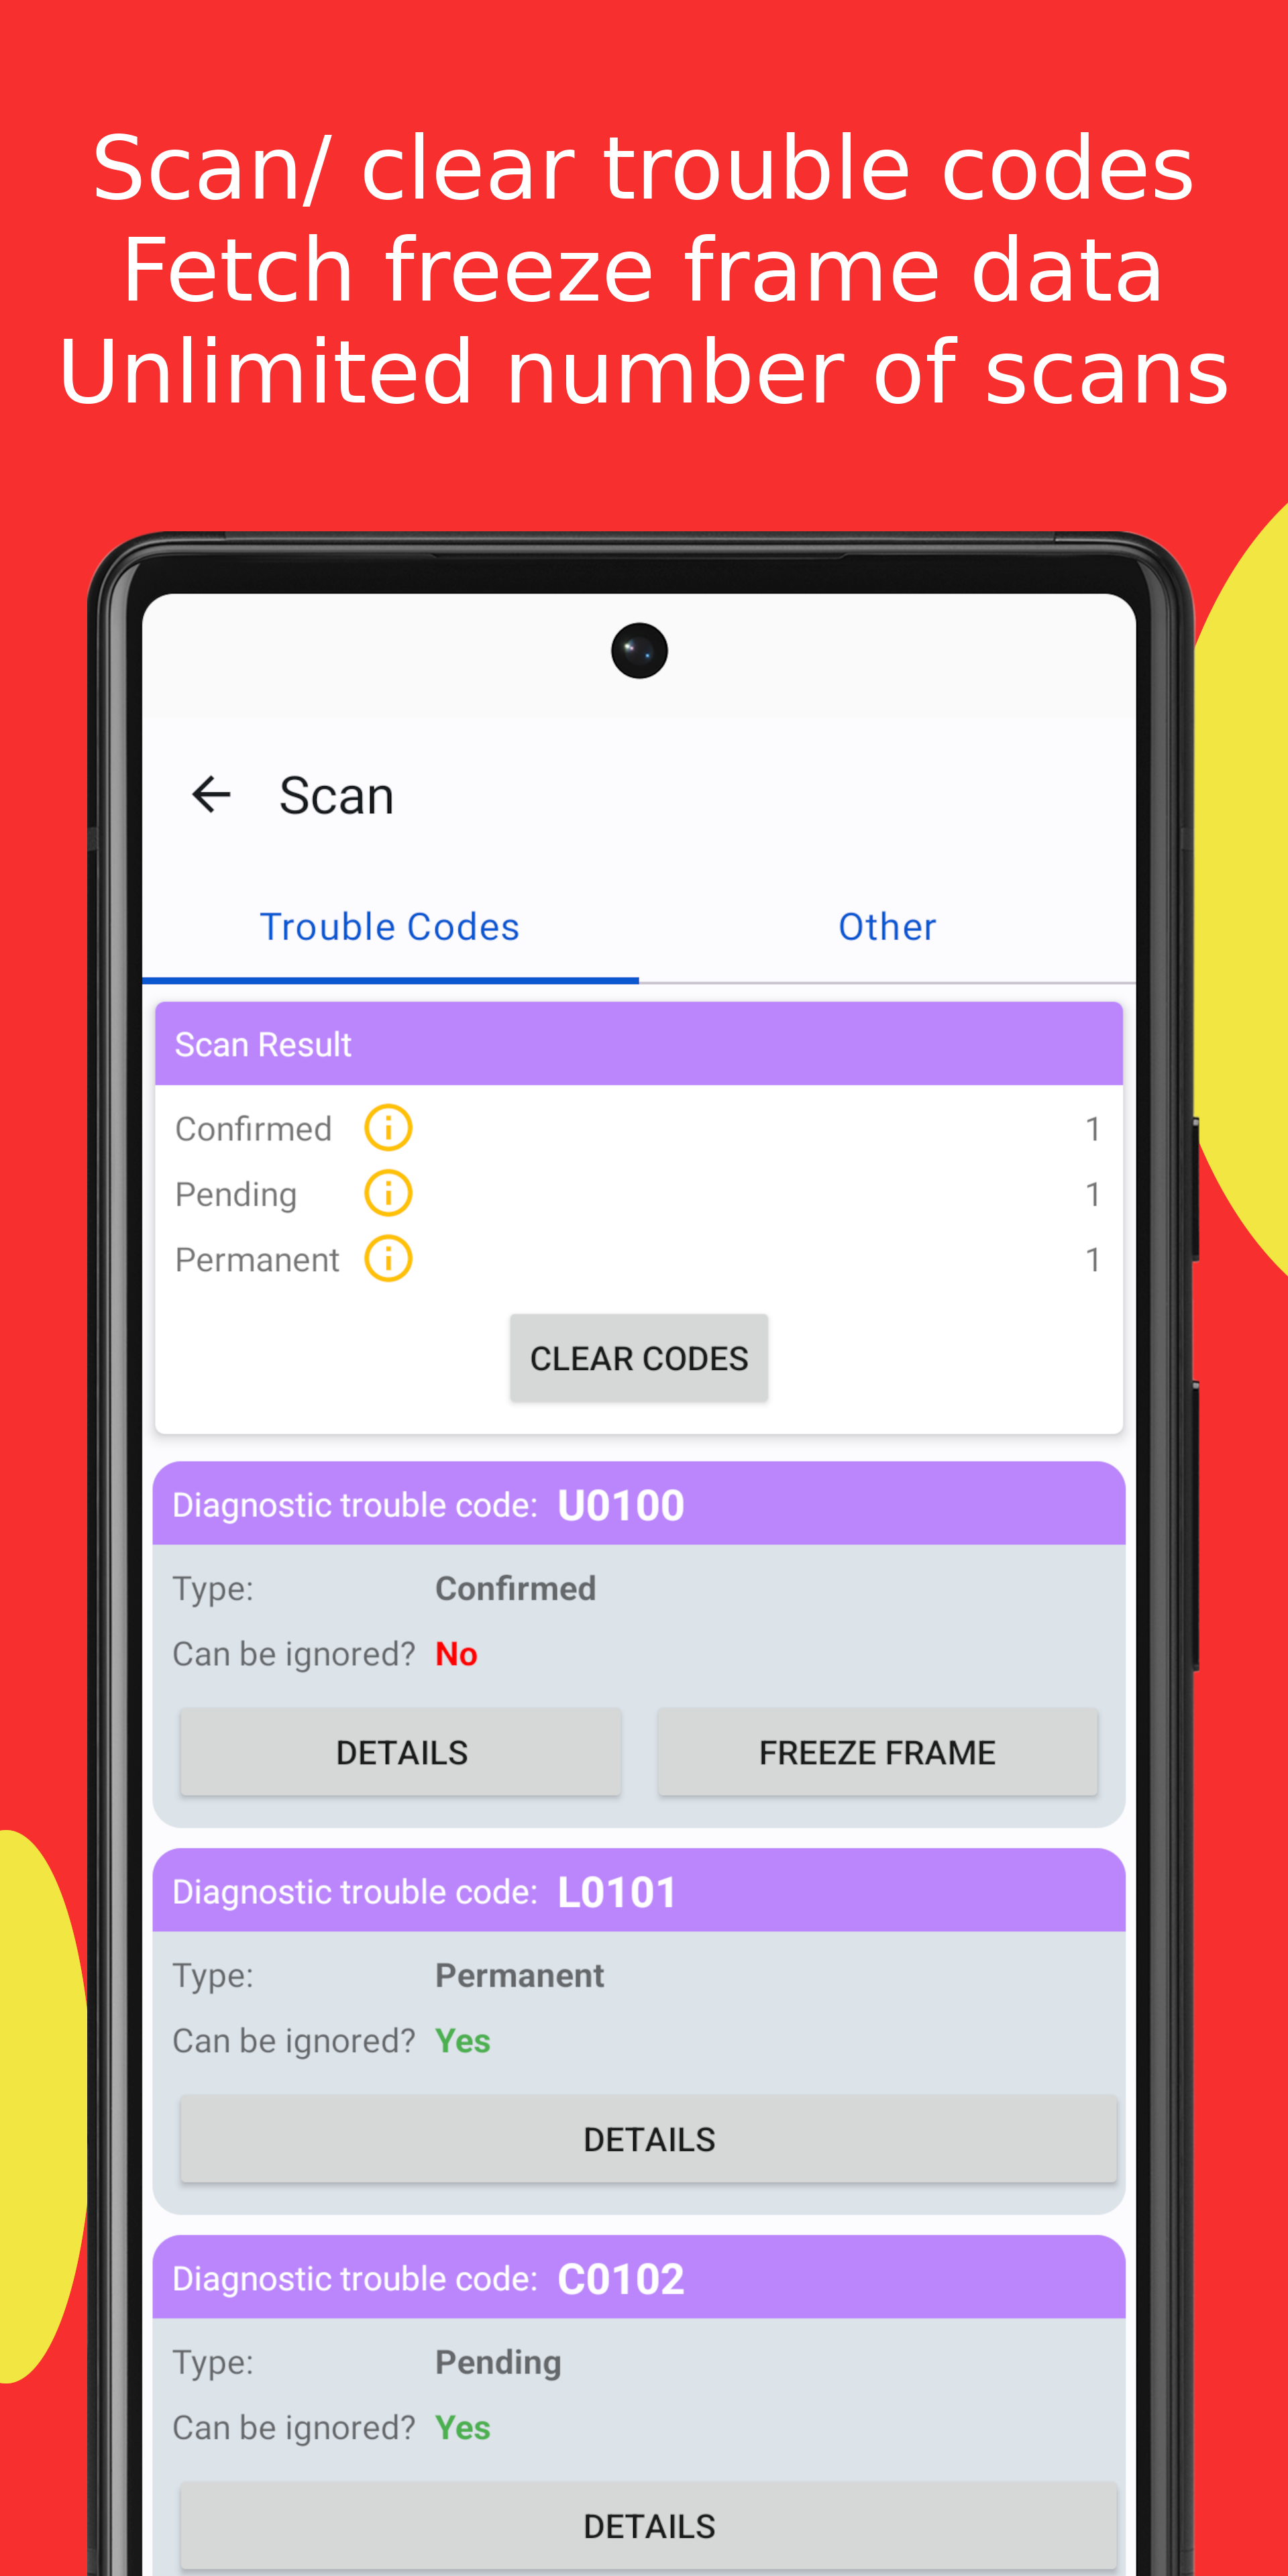 Scan/ clear trouble codes
Fetch freeze frame data
Unlimited number of scans
Scan
Trouble Codes Other
Scan Result
Confirmed 1
Pending 1
Permanent 1
CLEAR CODES
Diagnostic trouble code: U0100
Type: Confirmed
Can be ignored? No
DETAILS FREEZE FRAME
Diagnostic trouble code: L0101
Type: Permanent
Can be ignored? Yes
DETAILS
Diagnostic trouble code: C0102
Type: Pending
Can be ignored? Yes
DETAILS